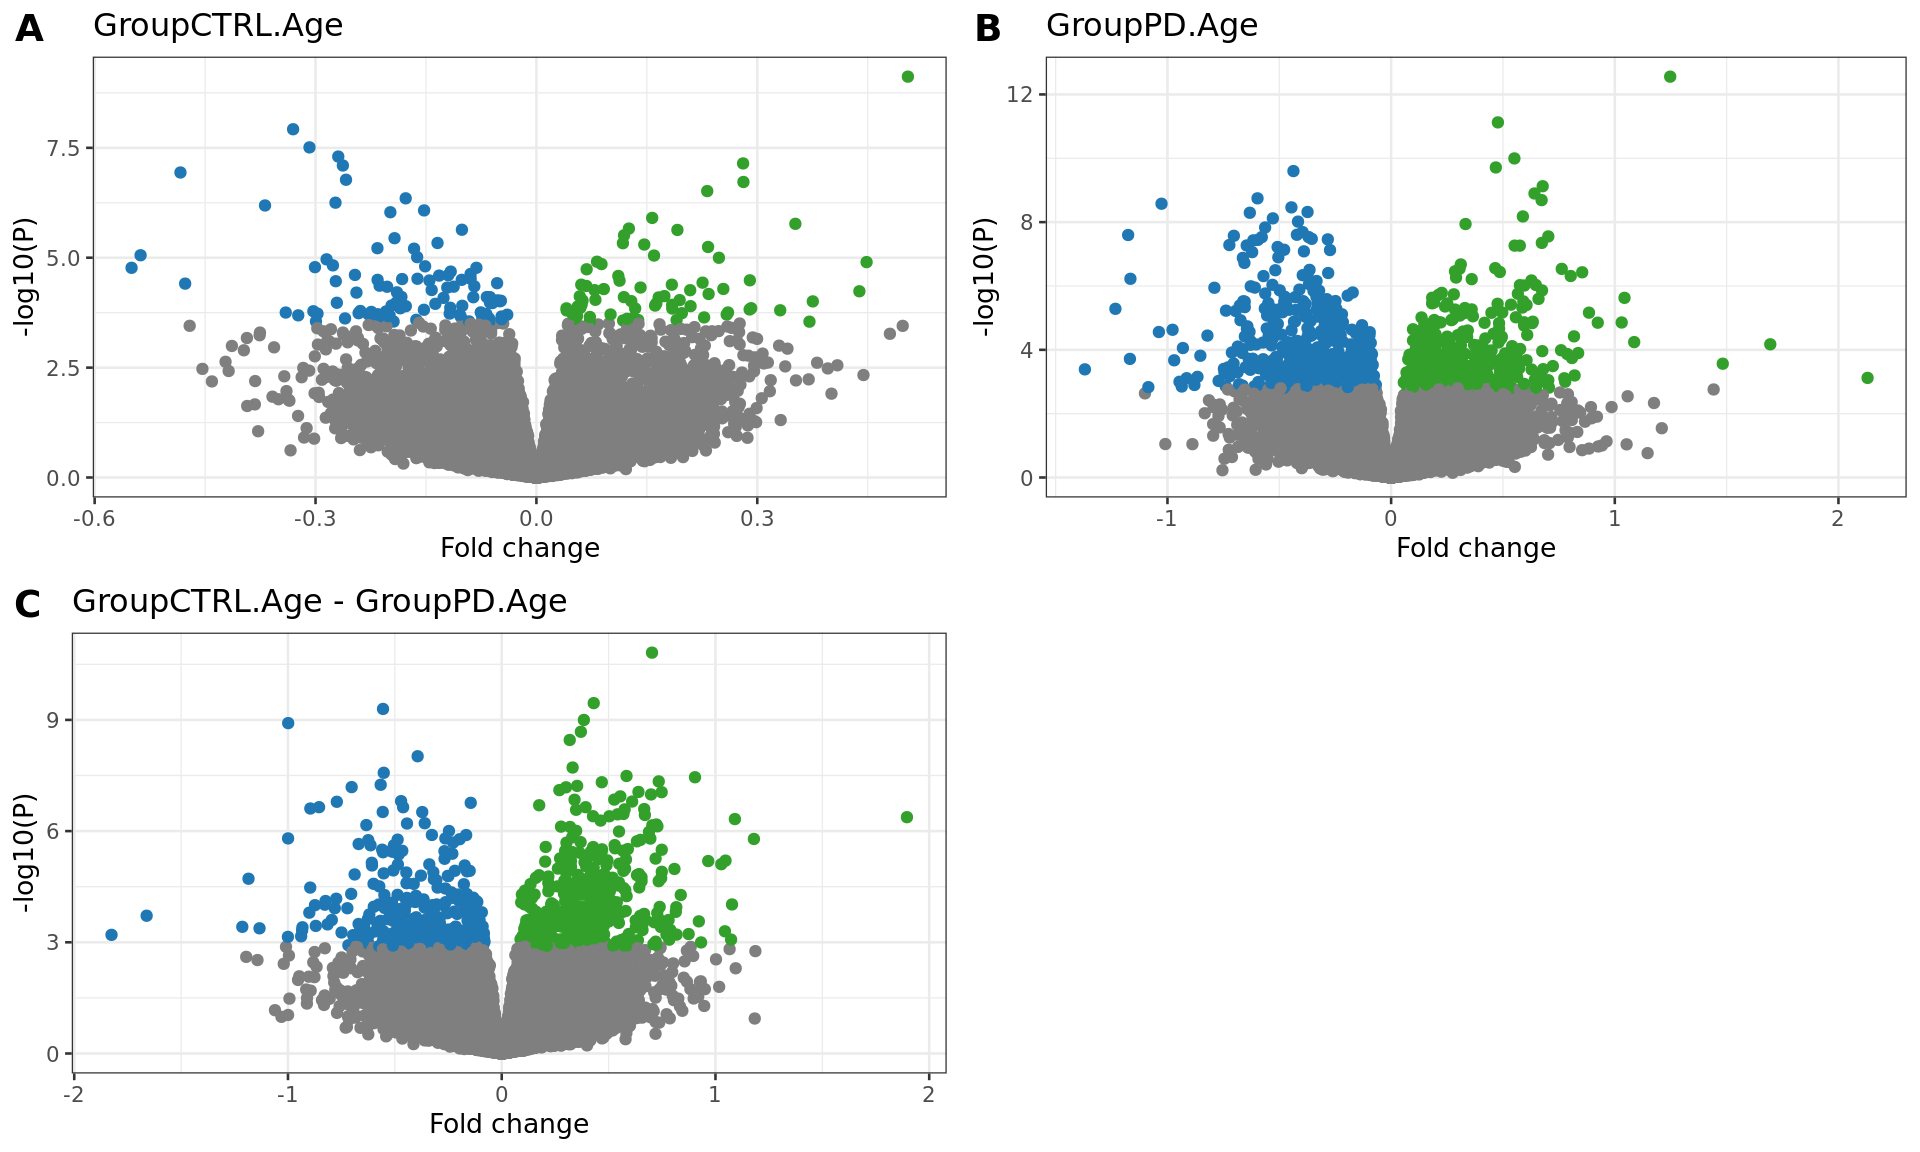 A GroupCTRL.Age
7.5
5.0
2.5
0.0
-log10(P)
-0.6 -0.3 0.0 0.3
Fold change
B GroupPD.Age
12
8
4
0
-log10(P)
-1 0 1 2
Fold change
C GroupCTRL.Age - GroupPD.Age
9
6
3
0
-log10(P)
-2 -1 0 1 2
Fold change